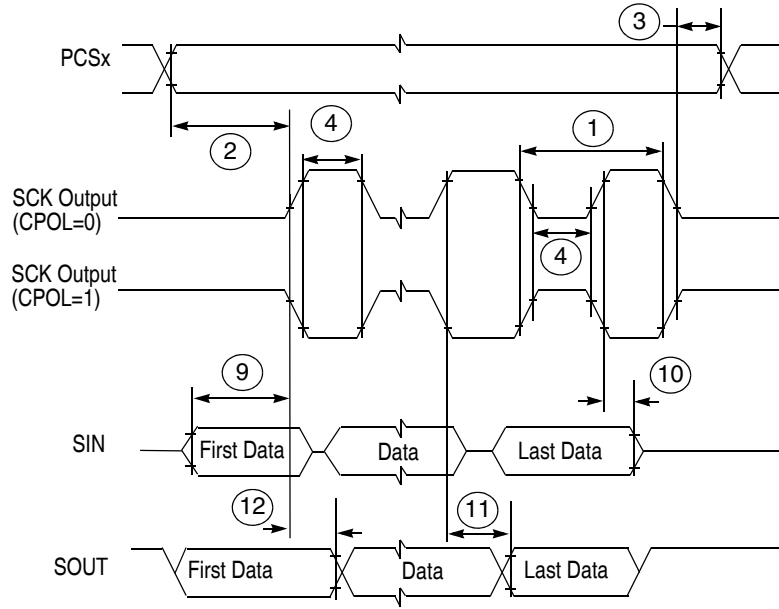 3
PCSx
2
4
1
SCK Output
(CPOL=0)
4
SCK Output
(CPOL=1)
9
10
SIN
First Data
Data
Last Data
12
11
SOUT
First Data
Data
Last Data